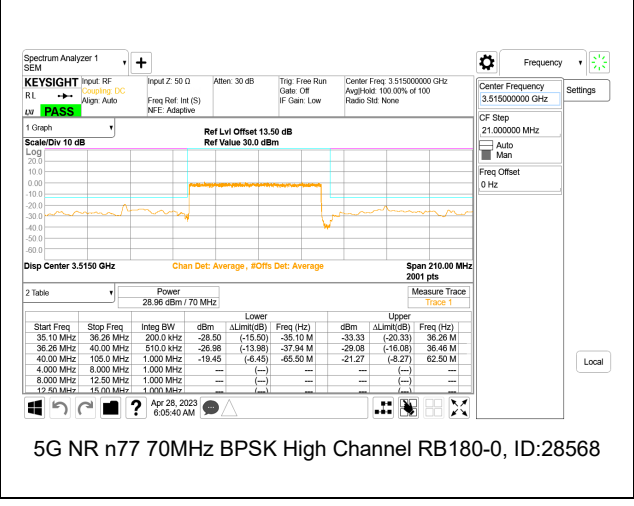 Spectrum Analyzer 1
SEM
Frequency
KEYSIGHT Input: RF Input Z: 50 Ω Atten: 30 dB Trig: Free Run Center Freq: 3.515000000 GHz
RL Coupling: DC Gate: Off Avg|Hold: 100.00% of 100
Align: Auto Freq Ref: Int (S) IF Gain: Low Radio Std: None
NFE: Adaptive
PASS
Center Frequency
3.515000000 GHz
Settings
CF Step
21.000000 MHz
Auto
Man
Freq Offset
0 Hz
Local
1 Graph
Scale/Div 10 dB
Ref Lvl Offset 13.50 dB
Ref Value 30.0 dBm
Log
20.0
10.0
0.00
-10.0
-20.0
-30.0
-40.0
-50.0
-60.0
Disp Center 3.5150 GHz Chan Det: Average, #Offs Det: Average Span 210.00 MHz
2001 pts
2 Table
Power
28.96 dBm / 70 MHz
Measure Trace
Trace 1
Lower Upper
Start Freq Stop Freq Integ BW dBm ΔLimit(dB) Freq (Hz) dBm ΔLimit(dB) Freq (Hz)
35.10 MHz 36.26 MHz 200.0 kHz -28.50 (-15.50) -35.10 M -33.33 (-20.33) 36.26 M
36.26 MHz 40.00 MHz 510.0 kHz -26.98 (-13.98) -37.94 M -29.08 (-16.08) 36.46 M
40.00 MHz 105.0 MHz 1.000 MHz -19.45 (-6.45) -65.50 M -21.27 (-8.27) 62.50 M
4.000 MHz 8.000 MHz 1.000 MHz --- (---) --- --- (---) ---
8.000 MHz 12.50 MHz 1.000 MHz --- (---) --- --- (---) ---
12.50 MHz 15.00 MHz 1.000 MHz --- (---) --- --- (---) ---
Apr 28, 2023
6:05:40 AM
5G NR n77 70MHz BPSK High Channel RB180-0, ID:28568